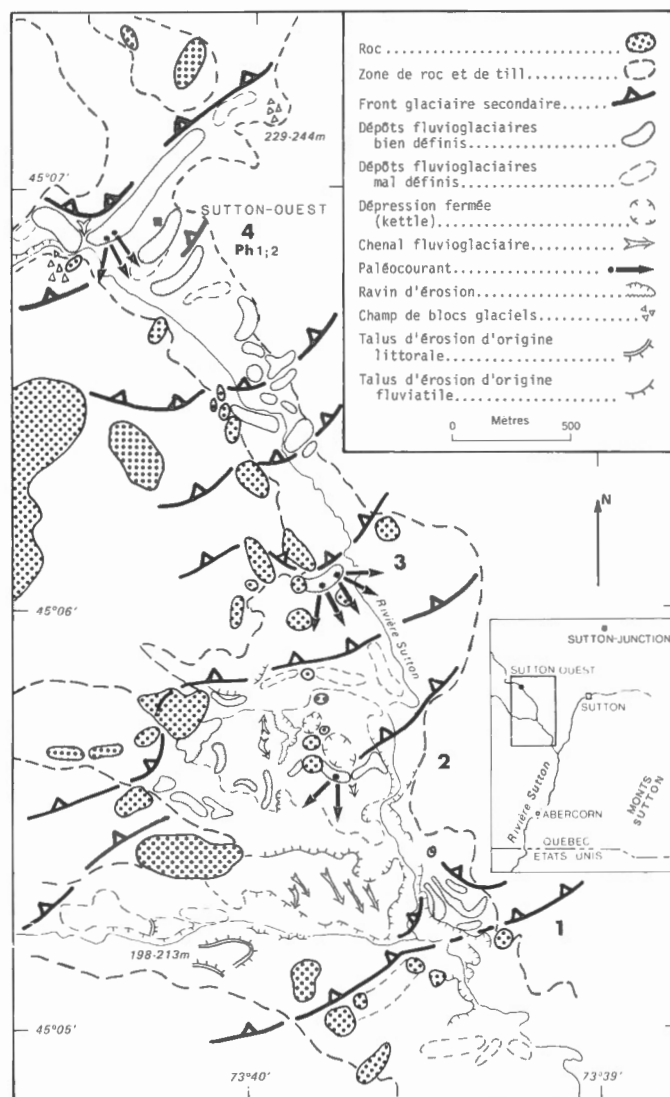 Roc
Zone de roc et de till
Front glaciaire secondaire
Dépôts fluvioglaciaires
bien définis
Dépôts fluvioglaciaires
mal définis
Dépression fermée
(kettle)
Chenal fluvioglaciaire
Paléocourant
Ravin d'érosion
Champ de blocs glaciels
Talus d'érosion d'origine
littorale
Talus d'érosion d'origine
fluviatile
Mètres
0 500
229-244m
45°07'
SUTTON-OUEST
4
Ph 1;2
N
3
45°06'
Rivière Sutton
SUTTON-JUNCTION
SUTTON OUEST
SUTTON
2
Rivière Sutton
MONTS
SUTTON
ABERCORN
QUÉBEC
ÉTATS UNIS
1
198-213m
45°05'
73°40'
73°39'